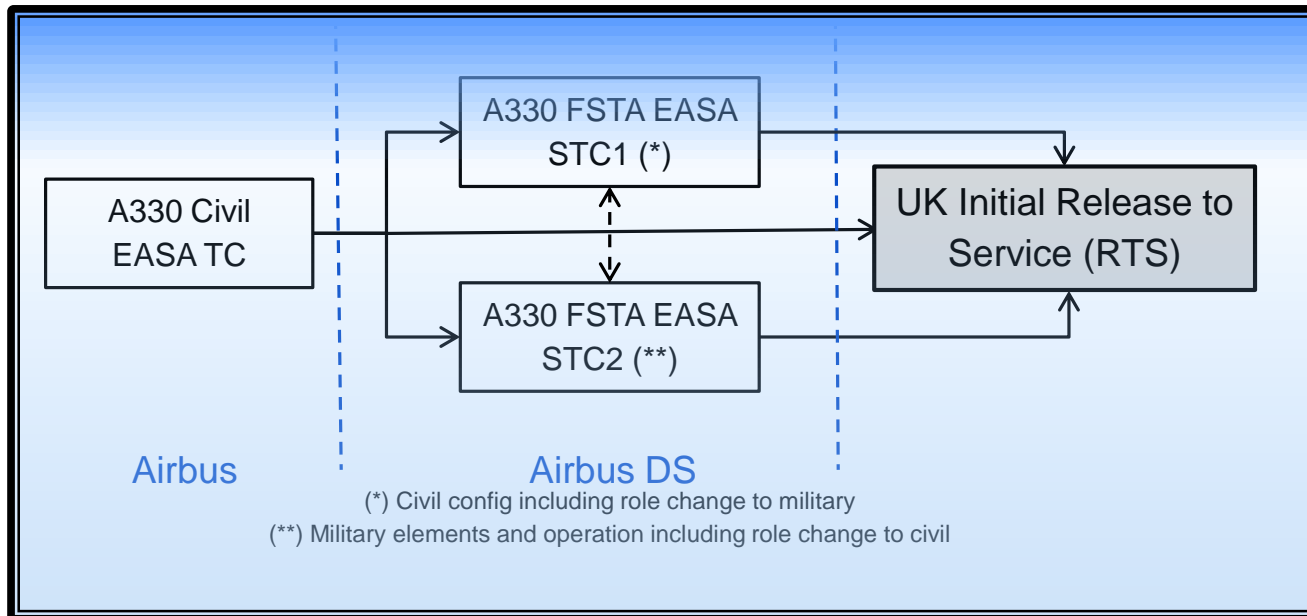 A330 FSTA EASA
STC1 (*)
A330 Civil
EASA TC
UK Initial Release to
Service (RTS)
A330 FSTA EASA
STC2 (**)
Airbus
Airbus DS
(*) Civil config including role change to military
(**) Military elements and operation including role change to civil